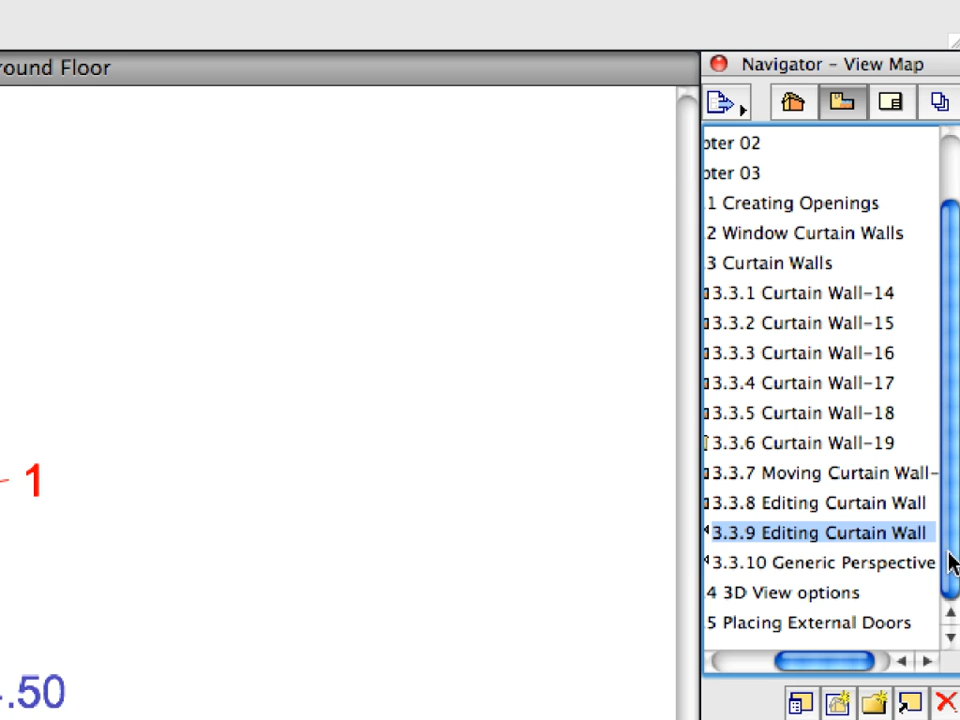 round Floor
Navigator - View Map
pter 02
pter 03
.1 Creating Openings
.2 Window Curtain Walls
.3 Curtain Walls
3.3.1 Curtain Wall-14
3.3.2 Curtain Wall-15
3.3.3 Curtain Wall-16
3.3.4 Curtain Wall-17
3.3.5 Curtain Wall-18
3.3.6 Curtain Wall-19
3.3.7 Moving Curtain Wall-
3.3.8 Editing Curtain Wall
3.3.9 Editing Curtain Wall
3.3.10 Generic Perspective
.4 3D View options
.5 Placing External Doors
1
.50